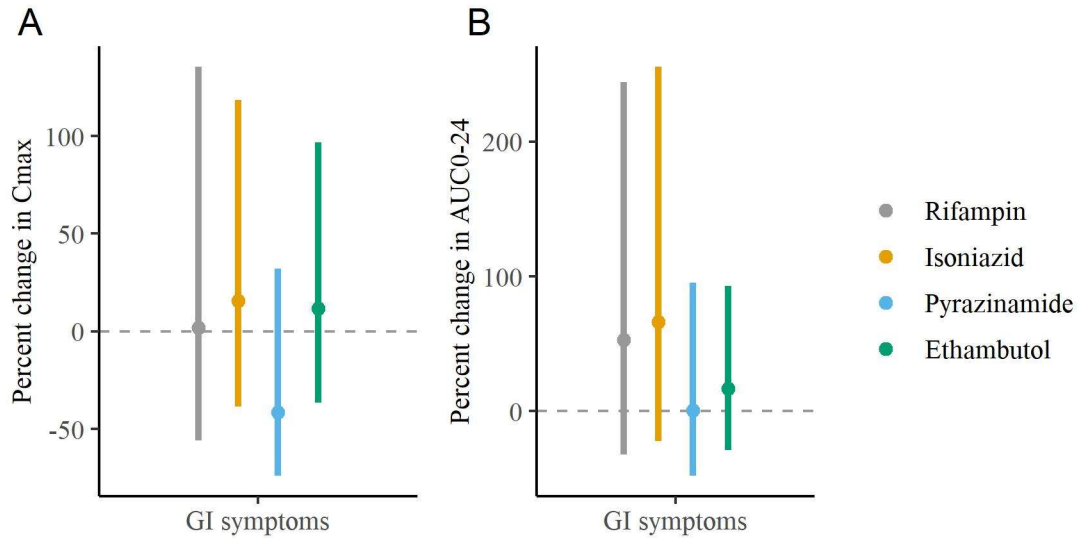 A
Percent change in Cmax
100
50
0
-50
GI symptoms
B
Percent change in AUC0-24
200
100
0
GI symptoms
Rifampin
Isoniazid
Pyrazinamide
Ethambutol